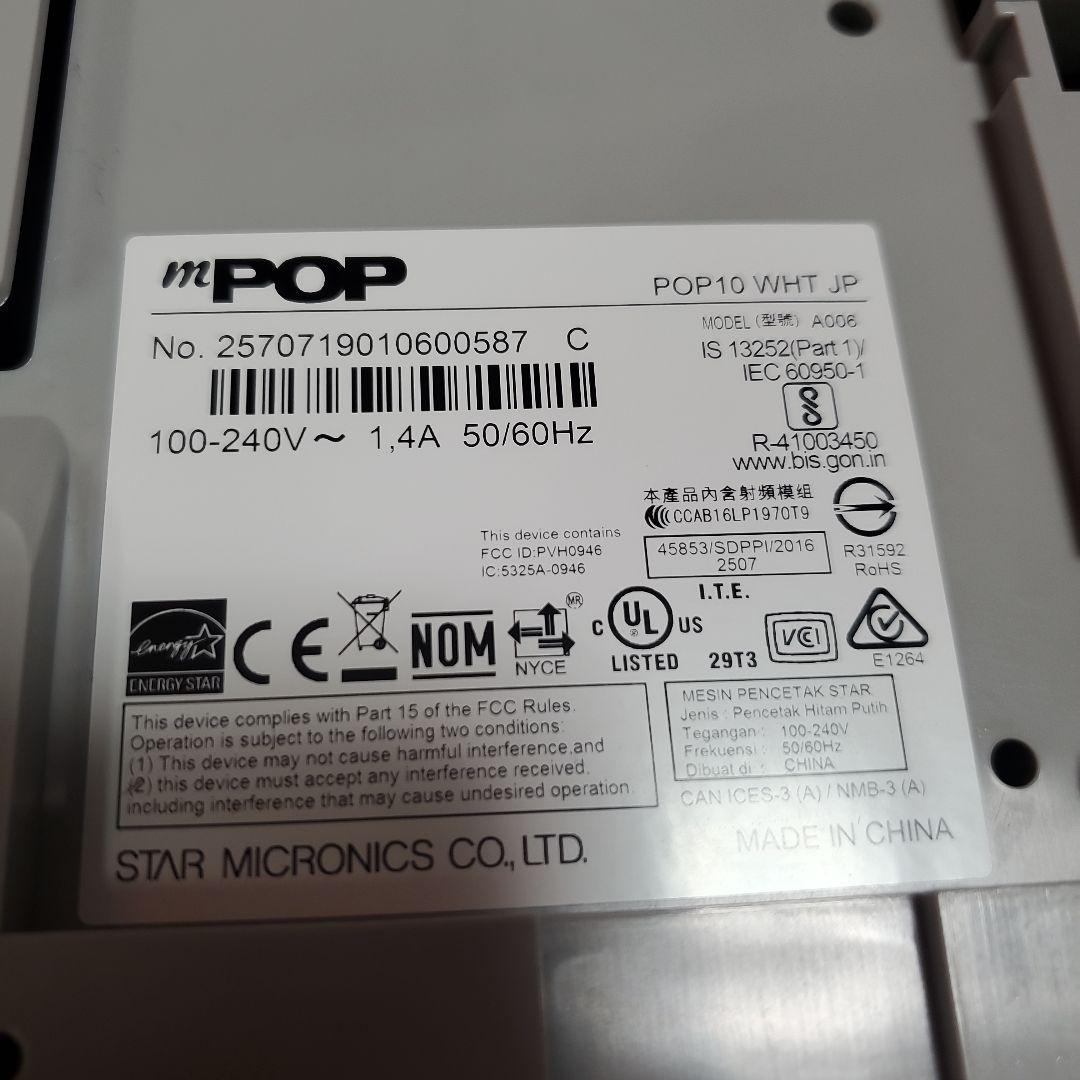 mPOP
POP10 WHT JP
No. 2570719010600587 C
100-240V～ 1,4A 50/60Hz
MODEL (型號) A006
IS 13252(Part 1)/
IEC 60950-1
R-41003450
www.bis.gon.in
本產品內含射頻模组
CCAB16LP1970T9
This device contains
FCC ID:PVH0946
IC:5325A-0946
45853/SDPPI/2016
2507
R31592
RoHS
I.T.E.
energy
ENERGY STAR
CE
NOM
MR
NYCE
C UL US
®
LISTED 29T3
VCCI
E1264
This device complies with Part 15 of the FCC Rules.
Operation is subject to the following two conditions:
(1) This device may not cause harmful interference,and
(2) this device must accept any interference received.
including interference that may cause undesired operation.
MESIN PENCETAK STAR
Jenis : Pencetak Hitam Putih
Tegangan : 100-240V
Frekuensi : 50/60Hz
Dibuat di : CHINA
CAN ICES-3 (A) / NMB-3 (A)
STAR MICRONICS CO., LTD.
MADE IN CHINA